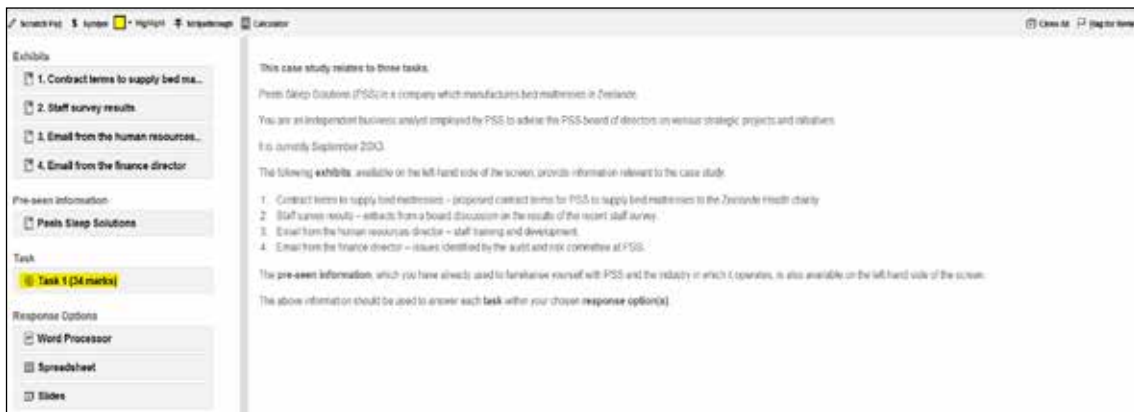 Symbol Highlight Strikethrough Calculator
Close All Flag for
Exhibits
1. Contract terms to supply bed ma...
2. Staff survey results
3. Email from the human resources...
4. Email from the finance director
Pre-seen information
Peels Sleep Solutions
Task
Task 1 (34 marks)
Response Options
Word Processor
Spreadsheet
Slides
This case study relates to three tasks.
Peels Sleep Solutions (PSS) is a company which manufactures bed mattresses in Zeelande.
You are an independent business analyst employed by PSS to advise the PSS board of directors on various strategic projects and initiatives.
It is currently September 20X3.
The following exhibits, available on the left-hand side of the screen, provide information relevant to the case study.
1. Contract terms to supply bed mattresses – proposed contract terms for PSS to supply bed mattresses to the Zeelande Health charity.
2. Staff survey results – extracts from a board discussion on the results of the recent staff survey.
3. Email from the human resources director – staff training and development.
4. Email from the finance director – issues identified by the audit and risk committee at PSS.
The pre-seen information, which you have already used to familiarise yourself with PSS and the industry in which it operates, is also available on the left-hand side of the screen.
The above information should be used to answer each task within your chosen response option(s).